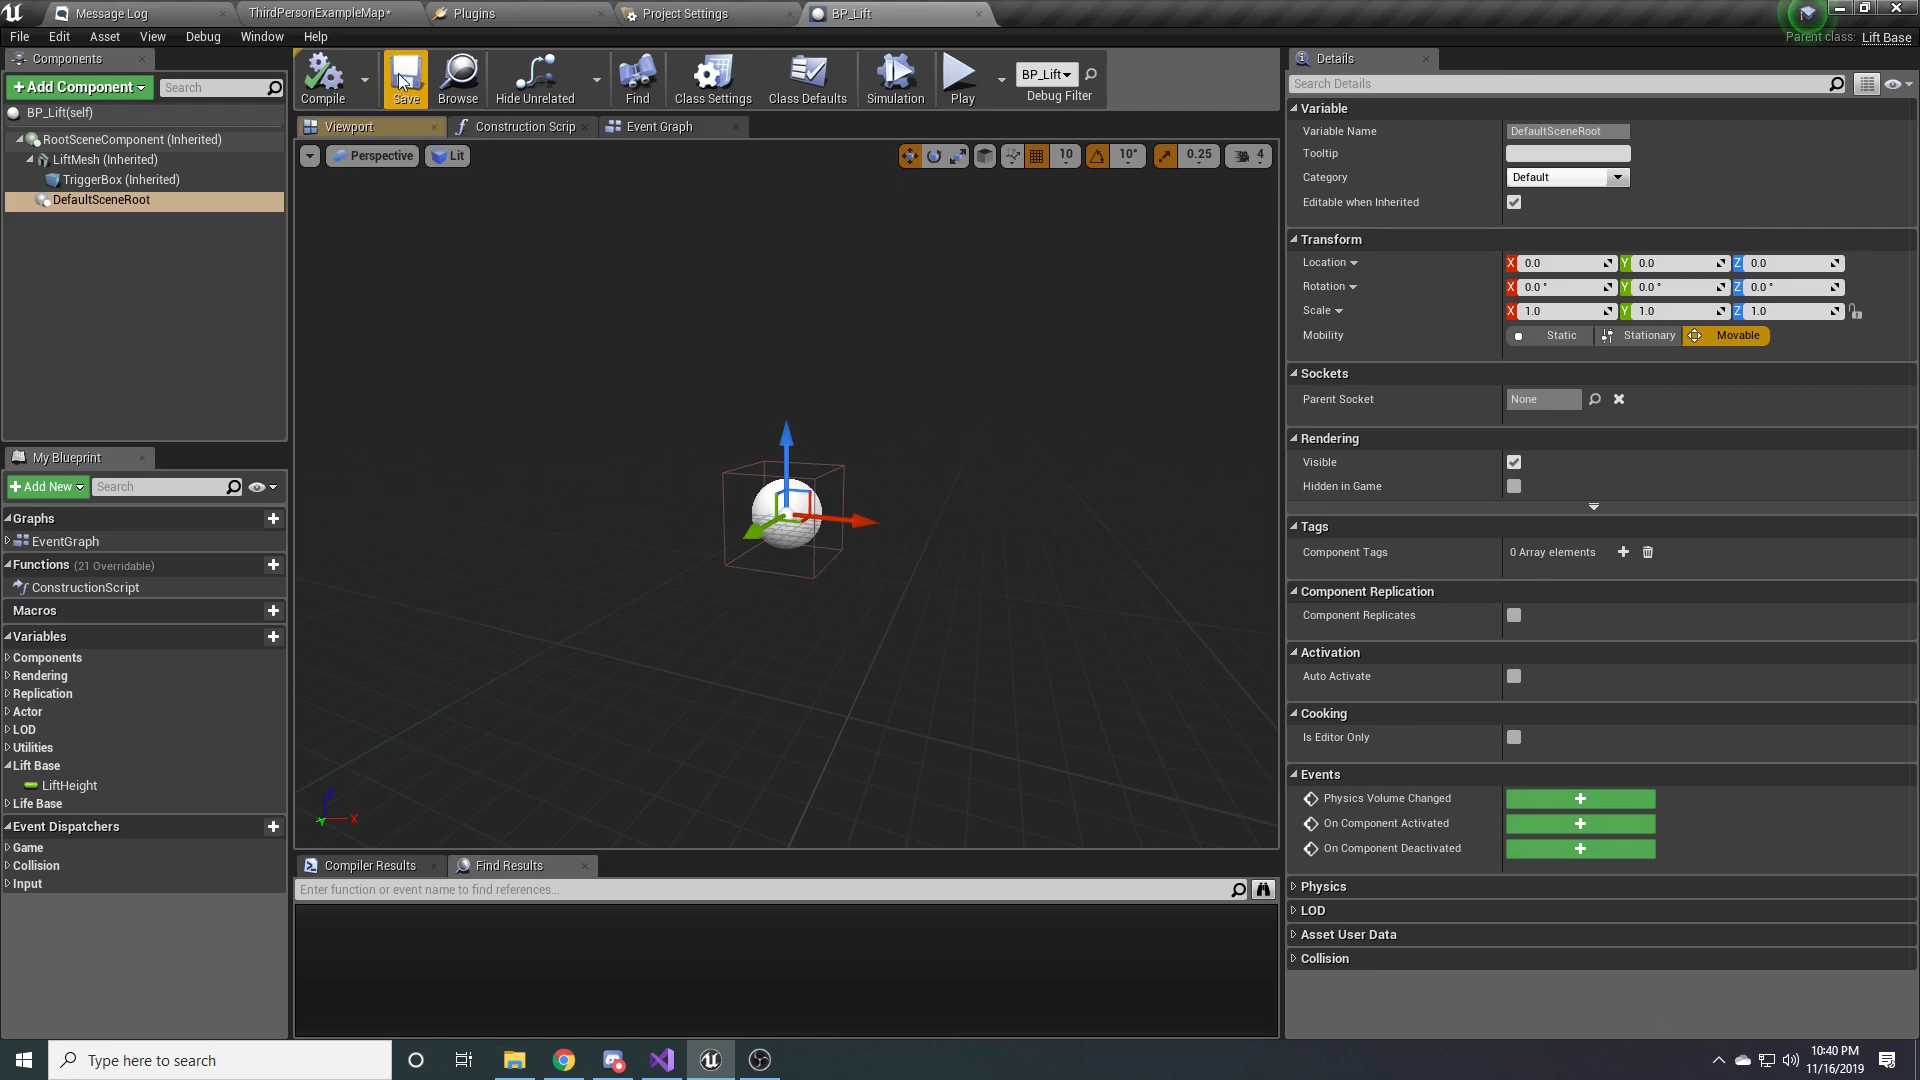 Message Log
ThirdPersonExampleMap*
Plugins
Project Settings
BP_Lift
File Edit Asset View Debug Window Help
Parent class: Lift Base
Components
+Add Component
Search
BP_Lift(self)
RootSceneComponent (Inherited)
LiftMesh (Inherited)
TriggerBox (Inherited)
DefaultSceneRoot
Compile
Save
Browse
Hide Unrelated
Find
Class Settings
Class Defaults
Simulation
Play
BP_Lift
Debug Filter
Viewport
Construction Scrip
Event Graph
Perspective
Lit
10
10°
0.25
4
Z
X
Y
My Blueprint
+Add New
Search
Graphs
EventGraph
Functions (21 Overridable)
ConstructionScript
Macros
Variables
Components
Rendering
Replication
Actor
LOD
Utilities
Lift Base
LiftHeight
Life Base
Event Dispatchers
Game
Collision
Input
Compiler Results
Find Results
Enter function or event name to find references...
Details
Search Details
Variable
Variable Name DefaultSceneRoot
Tooltip
Category Default
Editable when Inherited
Transform
Location X 0.0 Y 0.0 Z 0.0
Rotation X 0.0 ° Y 0.0 ° Z 0.0 °
Scale X 1.0 Y 1.0 Z 1.0
Mobility Static Stationary Movable
Sockets
Parent Socket None
Rendering
Visible
Hidden in Game
Tags
Component Tags 0 Array elements
Component Replication
Component Replicates
Activation
Auto Activate
Cooking
Is Editor Only
Events
Physics Volume Changed
On Component Activated
On Component Deactivated
Physics
LOD
Asset User Data
Collision
Type here to search
10:40 PM
11/16/2019